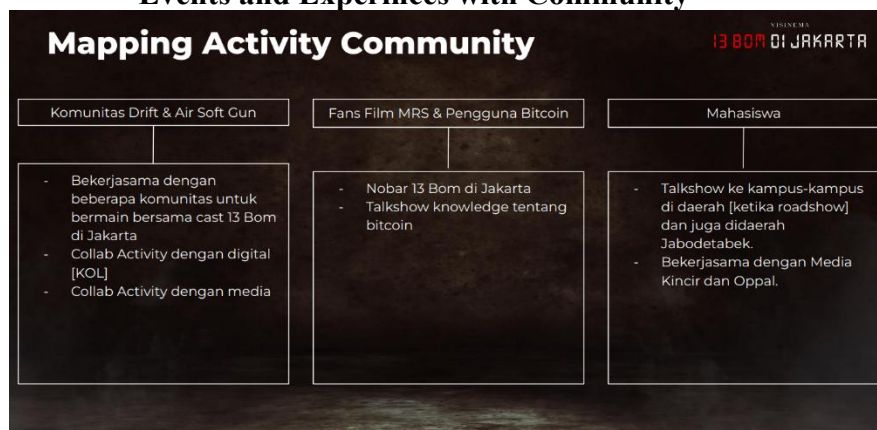 Events and Experinces with Community
Mapping Activity Community
VISINEMA
13 BOM DI JAKARTA
Komunitas Drift & Air Soft Gun
- Bekerjasama dengan
beberapa komunitas untuk
bermain bersama cast 13 Bom
di Jakarta
- Collab Activity dengan digital
[KOL]
- Collab Activity dengan media
Fans Film MRS & Pengguna Bitcoin
- Nobar 13 Bom di Jakarta
- Talkshow knowledge tentang
bitcoin
Mahasiswa
- Talkshow ke kampus-kampus
di daerah [ketika roadshow]
dan juga didaerah
Jabodetabek.
- Bekerjasama dengan Media
Kincir dan Oppal.